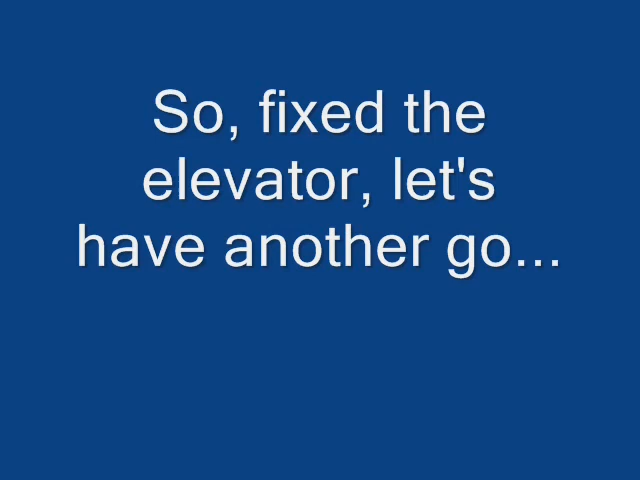 So, fixed the
elevator, let's
have another go...